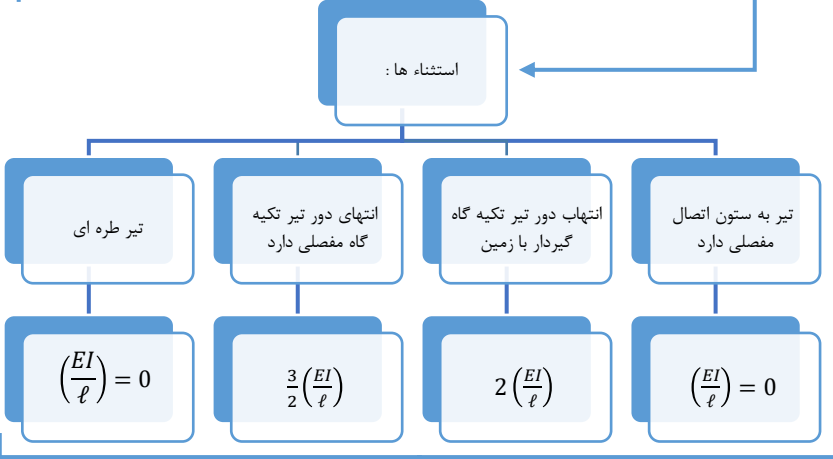 استثناء ها :
تیر به ستون اتصال
مفصلی دارد
انتهاب دور تیر تکیه گاه
گیردار با زمین
انتهای دور تیر تکیه
گاه مفصلی دارد
تیر طره ای
(EI/ℓ) = 0
2 (EI/ℓ)
3/2 (EI/ℓ)
(EI/ℓ) = 0